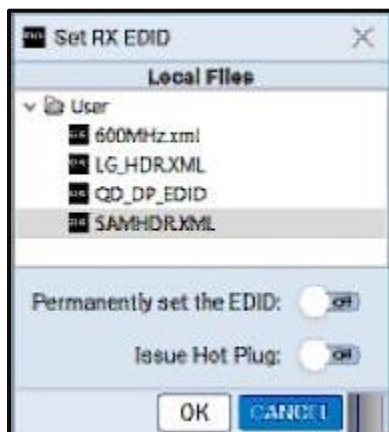 Set RX EDID
Local Files
User
600MHz.xml
LG_HDR.XML
QD_DP_EDID
SAMHDR.XML
Permanently set the EDID: Off
Issue Hot Plug: Off
OK CANCEL